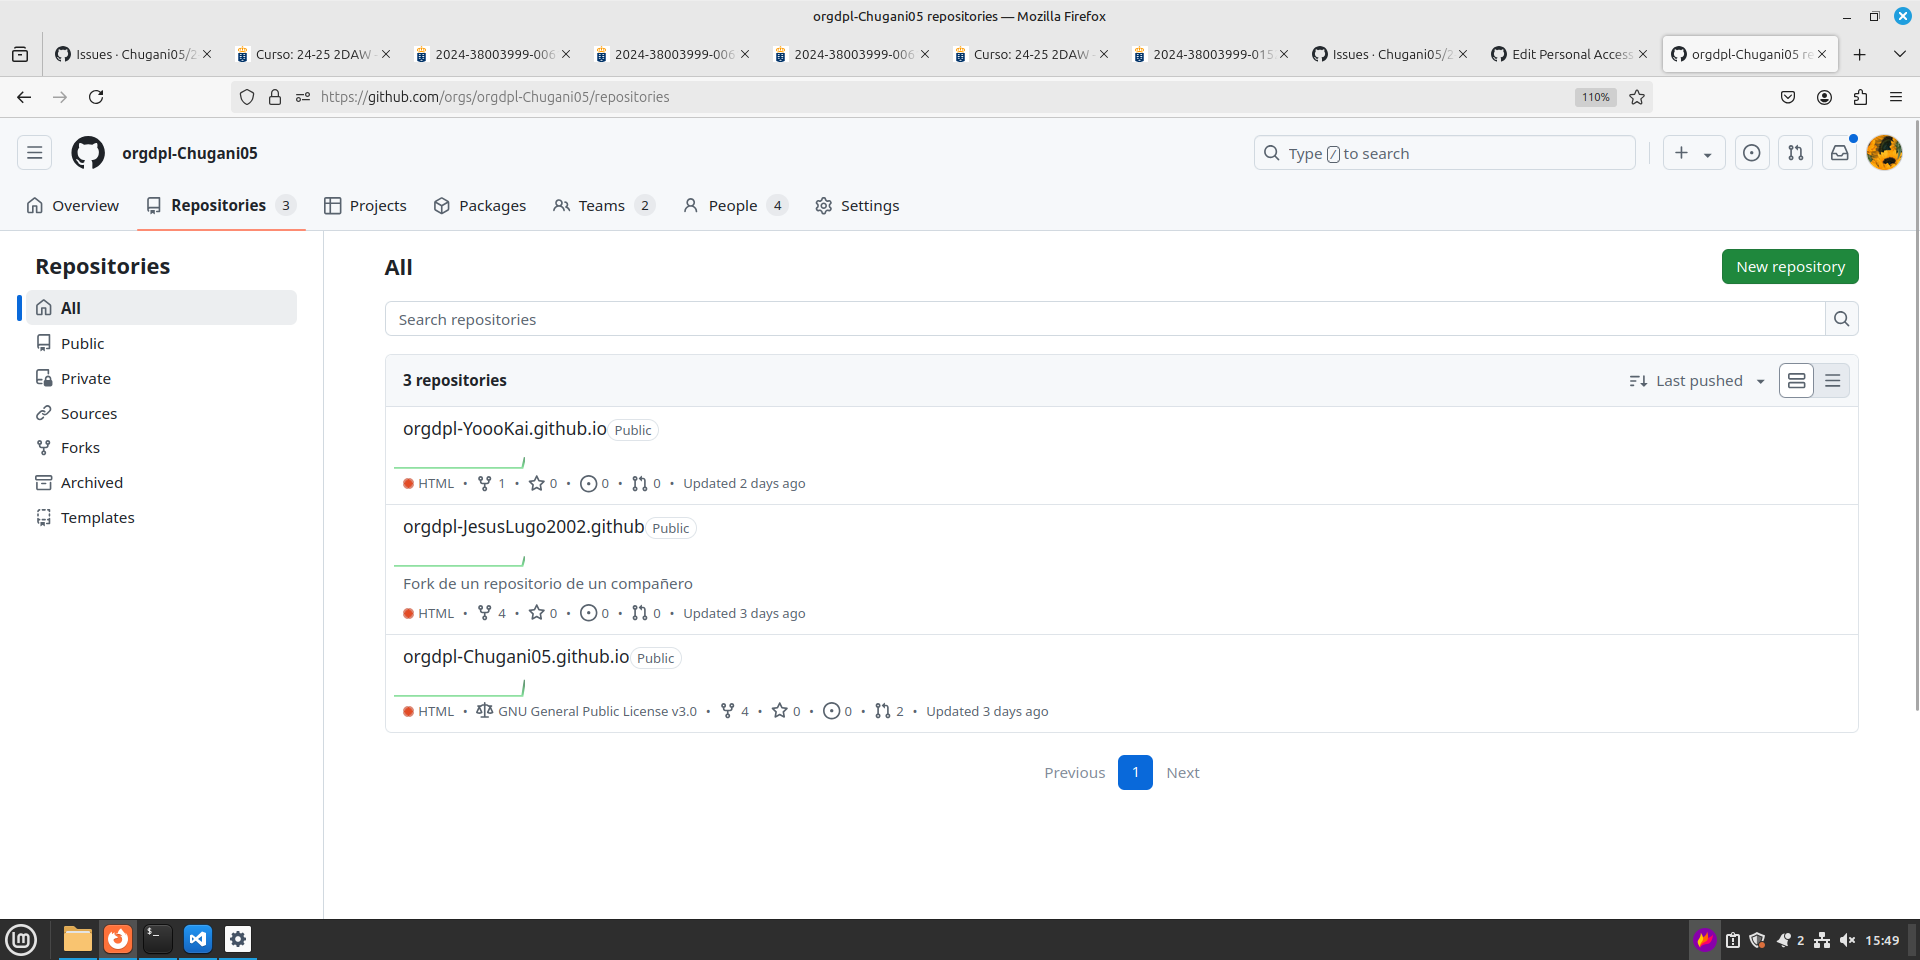 orgdpl-Chugani05 repositories — Mozilla Firefox
Issues · Chugani05/2
Curso: 24-25 2DAW -
2024-38003999-006
2024-38003999-006
2024-38003999-006
Curso: 24-25 2DAW -
2024-38003999-015
Issues · Chugani05/2
Edit Personal Access
orgdpl-Chugani05 re
https://github.com/orgs/orgdpl-Chugani05/repositories
110%
orgdpl-Chugani05
Type / to search
Overview
Repositories 3
Projects
Packages
Teams 2
People 4
Settings
Repositories
All
Public
Private
Sources
Forks
Archived
Templates
All
New repository
Search repositories
3 repositories
Last pushed
orgdpl-YoooKai.github.io Public
HTML • 1 • 0 • 0 • 0 • Updated 2 days ago
orgdpl-JesusLugo2002.github Public
Fork de un repositorio de un compañero
HTML • 4 • 0 • 0 • 0 • Updated 3 days ago
orgdpl-Chugani05.github.io Public
HTML • GNU General Public License v3.0 • 4 • 0 • 0 • 2 • Updated 3 days ago
Previous 1 Next
2
15:49